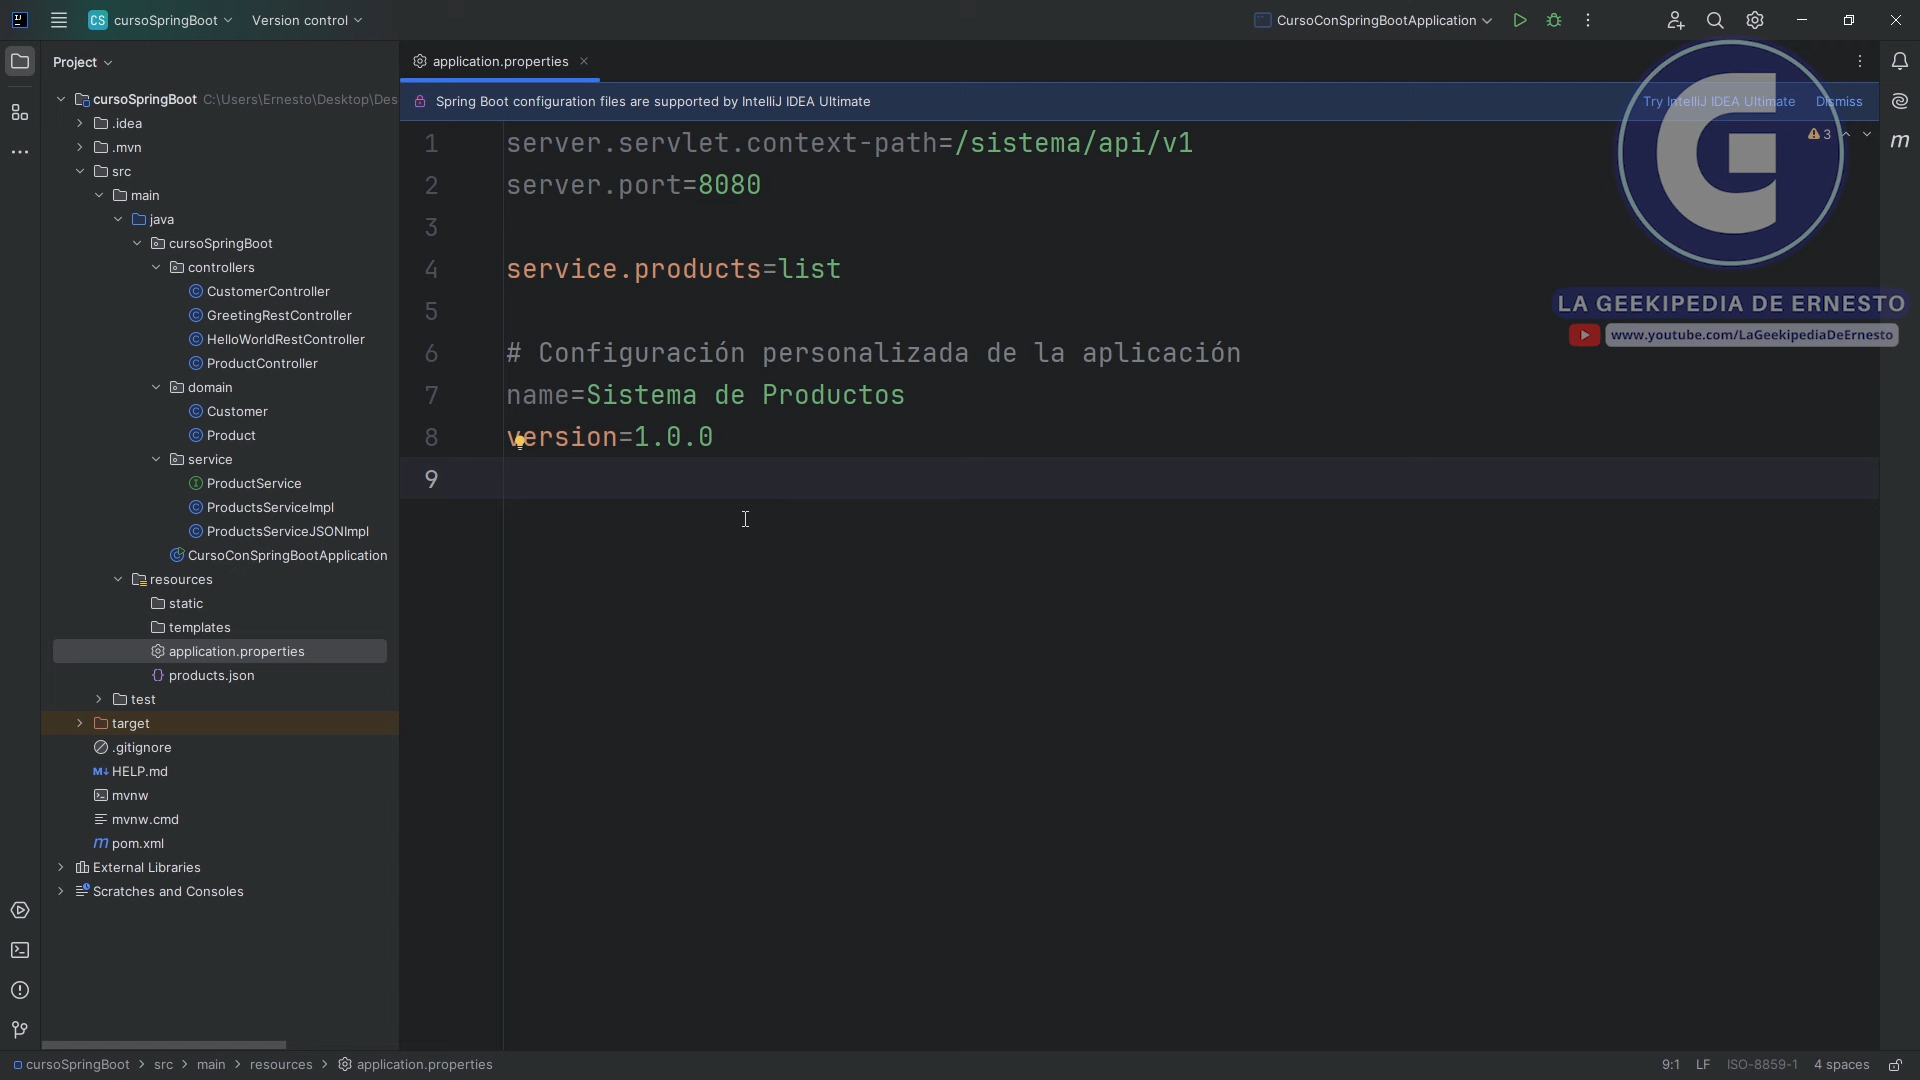 CS cursoSpringBoot Version control CursoConSpringBootApplication
Project
application.properties
Spring Boot configuration files are supported by IntelliJ IDEA Ultimate Try IntelliJ IDEA Ultimate Dismiss
3
1 server.servlet.context-path=/sistema/api/v1
2 server.port=8080
3
4 service.products=list
5
6 # Configuración personalizada de la aplicación
7 name=Sistema de Productos
8 version=1.0.0
9
LA GEEKIPEDIA DE ERNESTO
www.youtube.com/LaGeekipediaDeErnesto
cursoSpringBoot C:\Users\Ernesto\Desktop\Des
.idea
.mvn
src
main
java
cursoSpringBoot
controllers
CustomerController
GreetingRestController
HelloWorldRestController
ProductController
domain
Customer
Product
service
ProductService
ProductsServiceImpl
ProductsServiceJSONImpl
CursoConSpringBootApplication
resources
static
templates
application.properties
products.json
test
target
.gitignore
HELP.md
mvnw
mvnw.cmd
pom.xml
External Libraries
Scratches and Consoles
cursoSpringBoot > src > main > resources > application.properties 9:1 LF ISO-8859-1 4 spaces